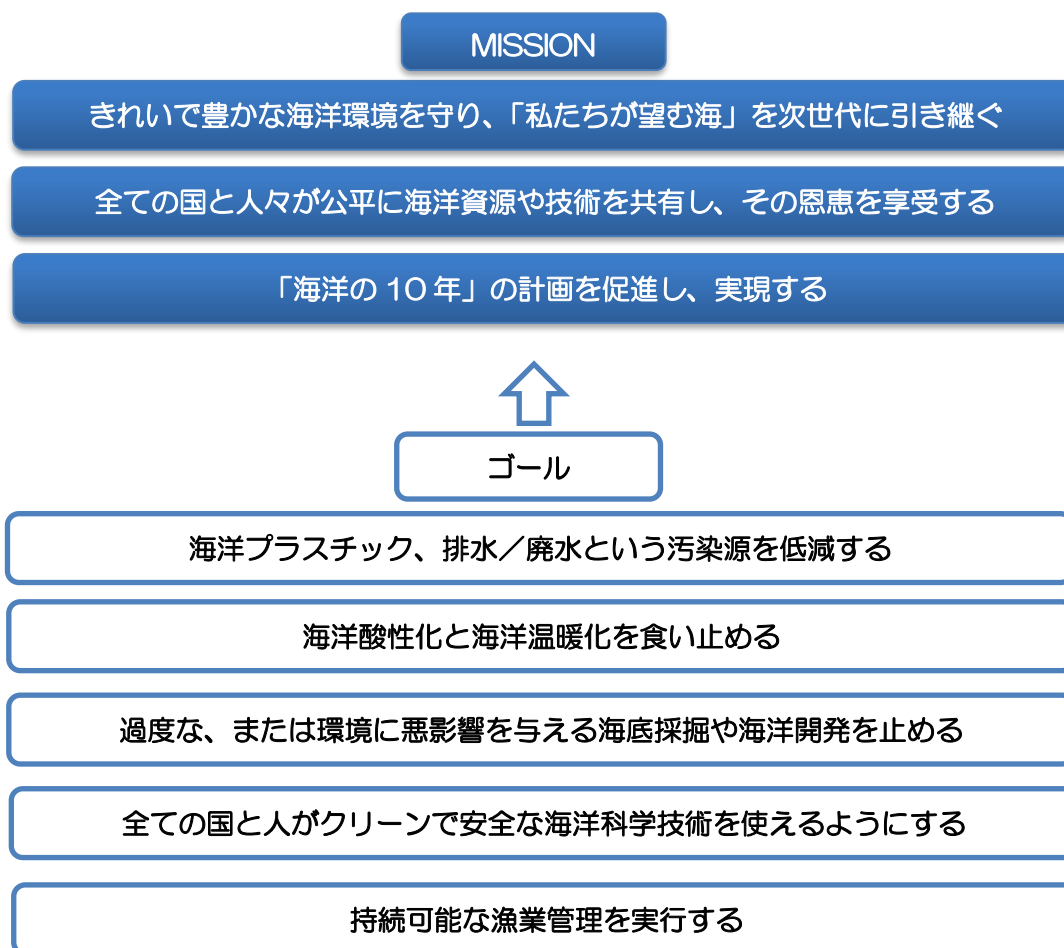 MISSION
きれいで豊かな海洋環境を守り、「私たちが望む海」を次世代に引き継ぐ
全ての国と人々が公平に海洋資源や技術を共有し、その恩恵を享受する
「海洋の 10 年」の計画を促進し、実現する
ゴール
海洋プラスチック、排水／廃水という汚染源を低減する
海洋酸性化と海洋温暖化を食い止める
過度な、または環境に悪影響を与える海底採掘や海洋開発を止める
全ての国と人がクリーンで安全な海洋科学技術を使えるようにする
持続可能な漁業管理を実行する